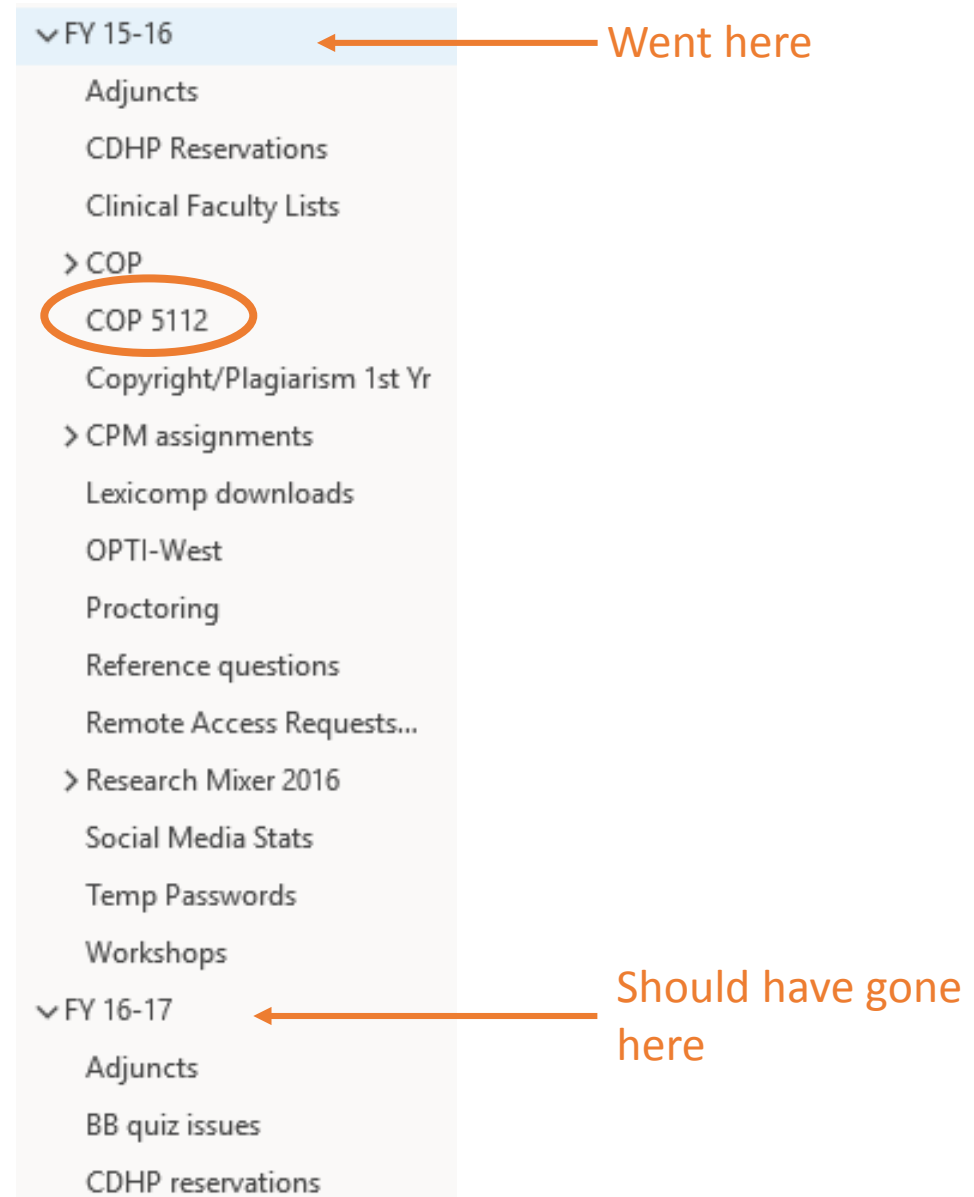 FY 15-16
Went here
Adjuncts
CDHP Reservations
Clinical Faculty Lists
COP
COP 5112
Copyright/Plagiarism 1st Yr
CPM assignments
Lexicomp downloads
OPTI-West
Proctoring
Reference questions
Remote Access Requests...
Research Mixer 2016
Social Media Stats
Temp Passwords
Workshops
FY 16-17
Should have gone
here
Adjuncts
BB quiz issues
CDHP reservations